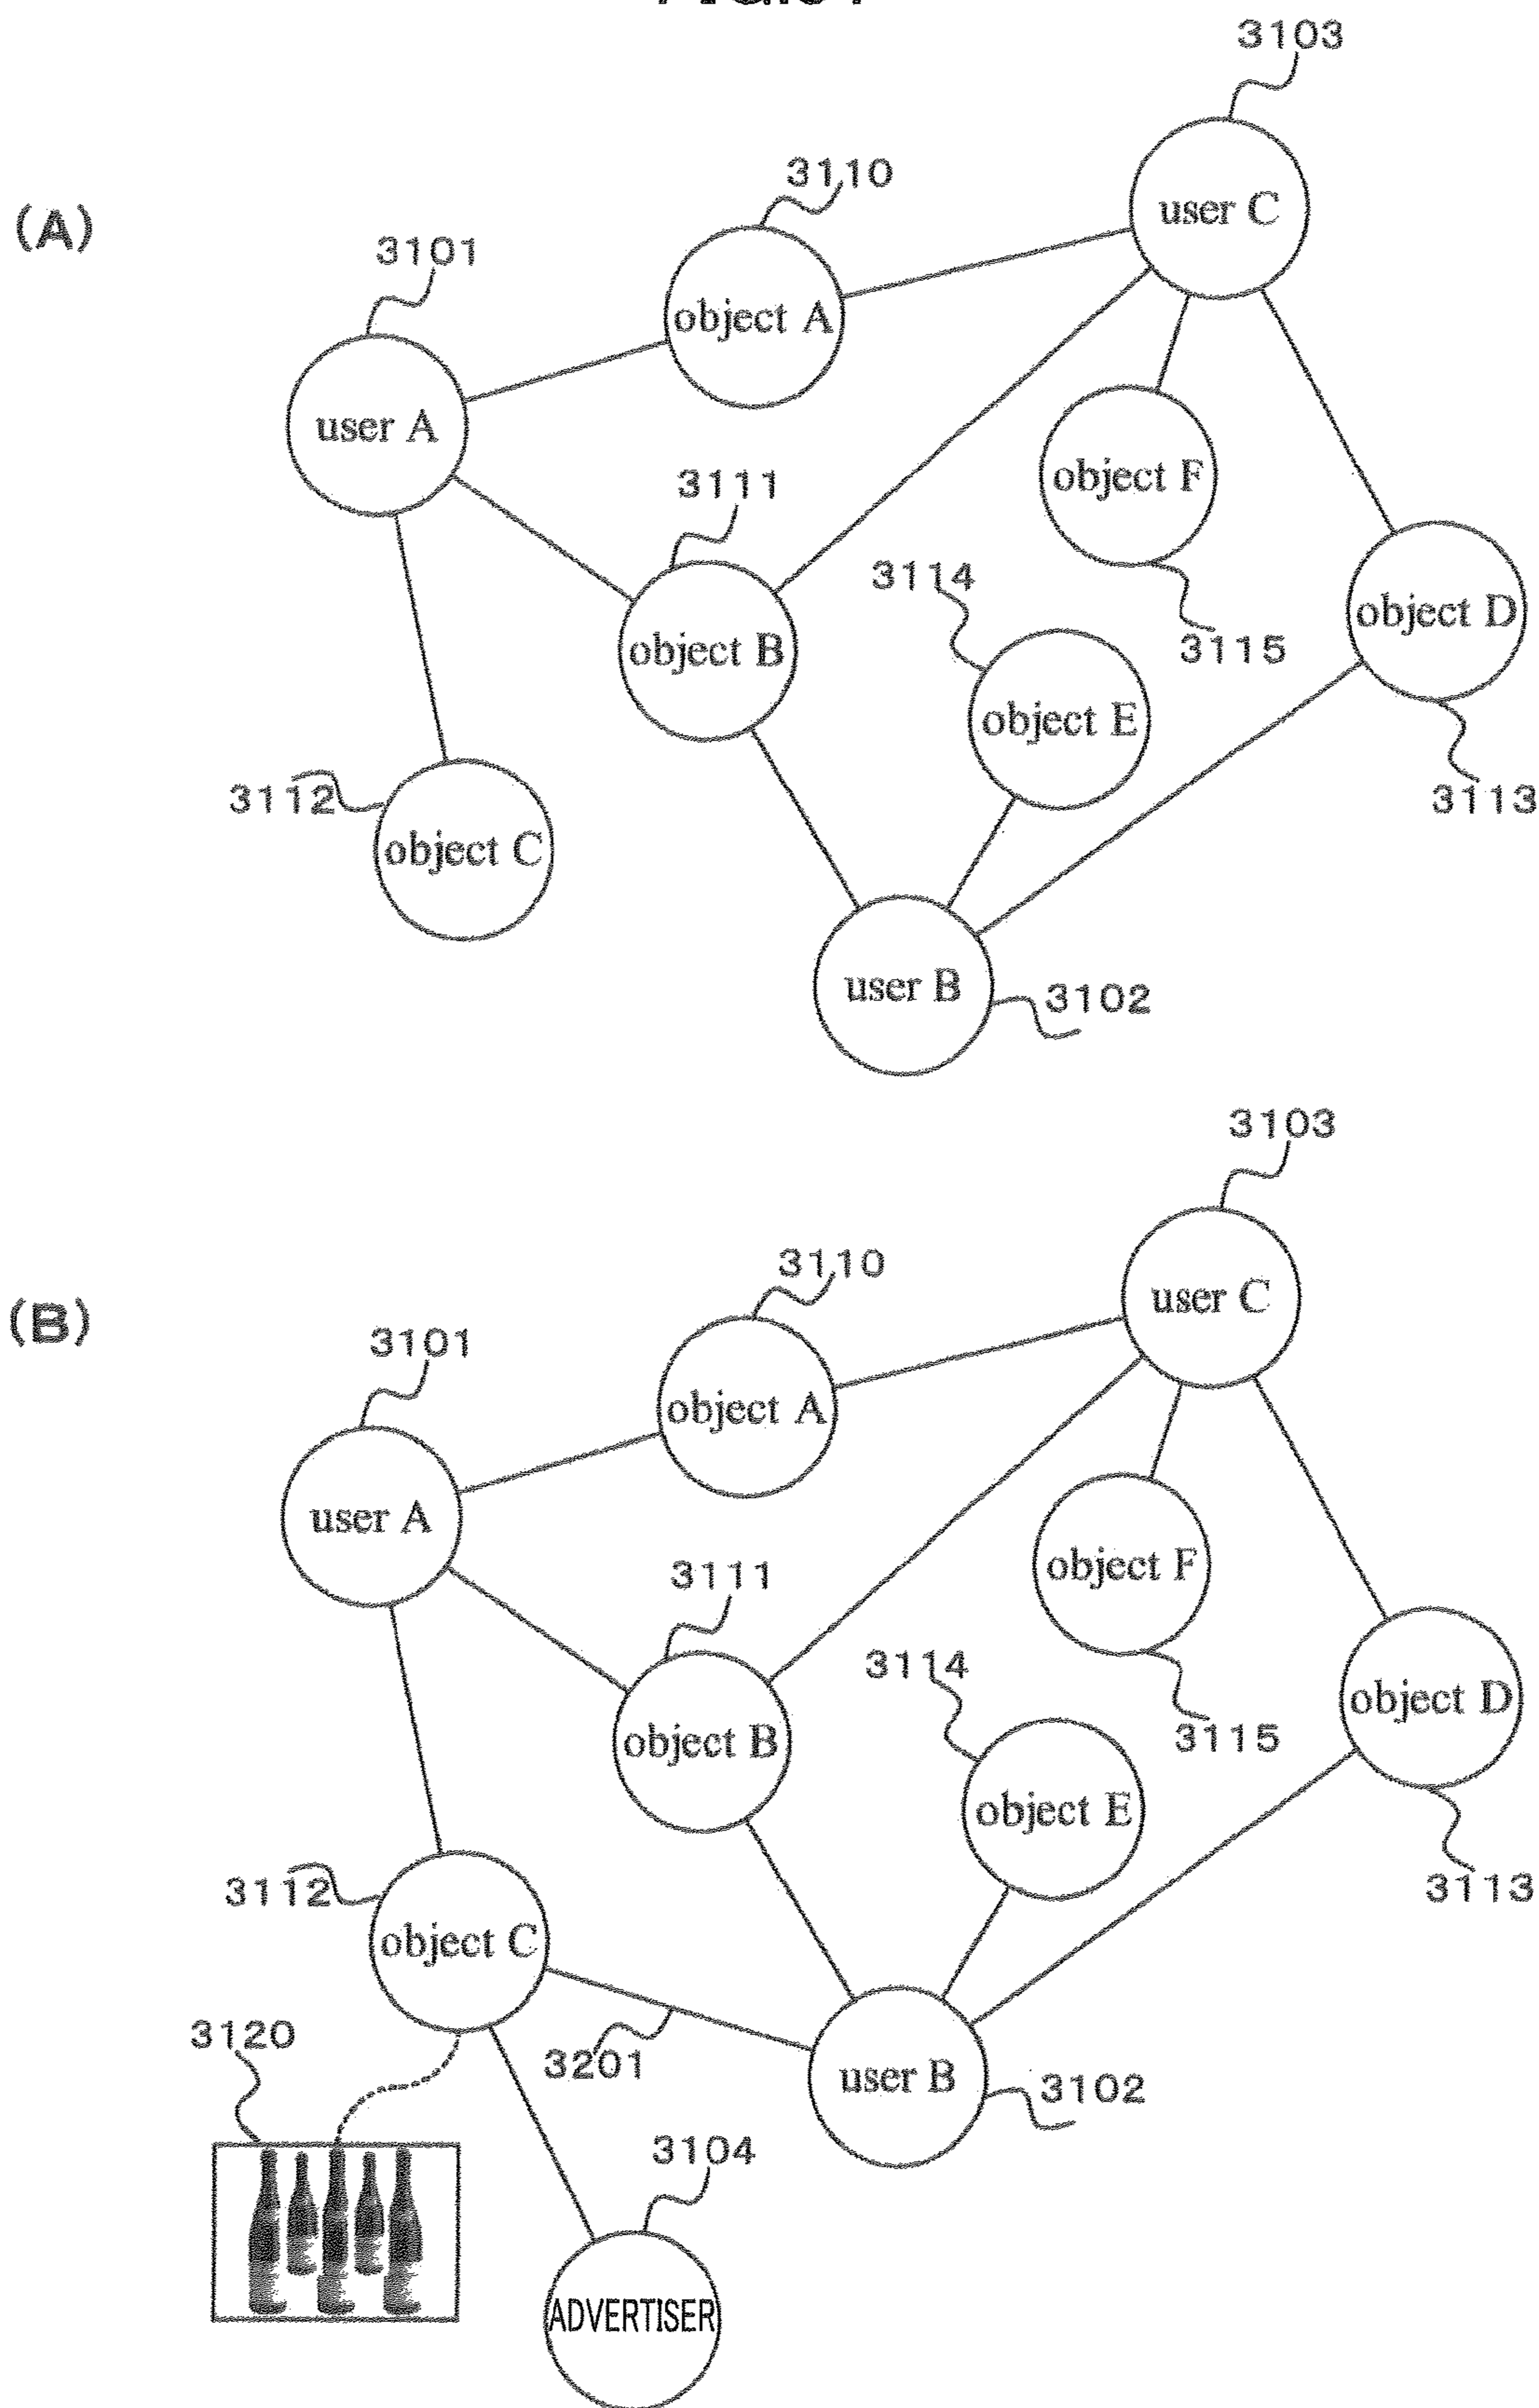 3103
3110
(A)
3101
user C
object A
user A
object F
3111
3114
object D
object B
3115
object E
3112
3113
object C
user B
3102
3103
3110
(B)
3101
user C
object A
user A
3111
object F
3114
object D
object B
3115
object E
3112
3113
object C
3120
3201
user B
3102
3104
ADVERTISER